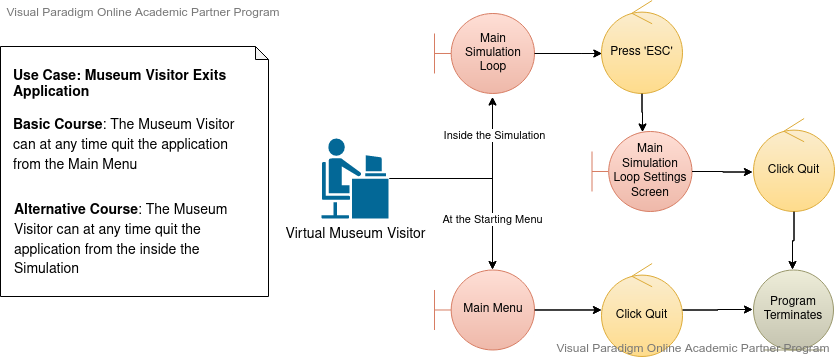 Visual Paradigm Online Academic Partner Program
Use Case: Museum Visitor Exits
Application
Basic Course: The Museum Visitor
can at any time quit the application
from the Main Menu
Alternative Course: The Museum
Visitor can at any time quit the
application from the inside the
Simulation
Virtual Museum Visitor
Inside the Simulation
At the Starting Menu
Main
Simulation
Loop
Press 'ESC'
Main
Simulation
Loop Settings
Screen
Click Quit
Main Menu
Click Quit
Program
Terminates
Visual Paradigm Online Academic Partner Program